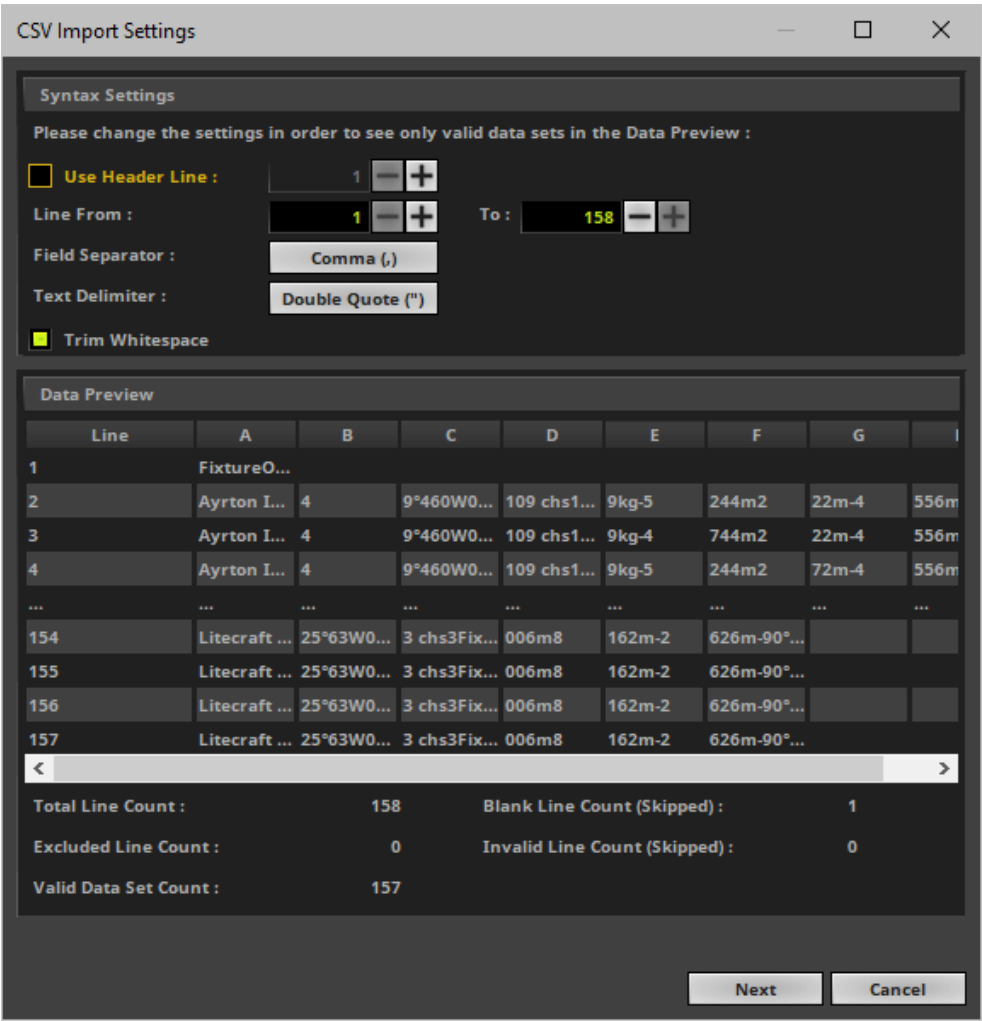 CSV Import Settings
Syntax Settings
Please change the settings in order to see only valid data sets in the Data Preview :
Use Header Line : 1
Line From : 1 To : 158
Field Separator : Comma (,)
Text Delimiter : Double Quote (")
Trim Whitespace
Data Preview
Line A B C D E F G
1 FixtureO...
2 Ayrton I... 4 9°460W0... 109 chs1... 9kg-5 244m2 22m-4 556m
3 Ayrton I... 4 9°460W0... 109 chs1... 9kg-4 744m2 22m-4 556m
4 Ayrton I... 4 9°460W0... 109 chs1... 9kg-5 244m2 72m-4 556m
... ... ... ... ... ... ... ... ...
154 Litecraft ... 25°63W0... 3 chs3Fix... 006m8 162m-2 626m-90°...
155 Litecraft ... 25°63W0... 3 chs3Fix... 006m8 162m-2 626m-90°...
156 Litecraft ... 25°63W0... 3 chs3Fix... 006m8 162m-2 626m-90°...
157 Litecraft ... 25°63W0... 3 chs3Fix... 006m8 162m-2 626m-90°...
Total Line Count : 158 Blank Line Count (Skipped) : 1
Excluded Line Count : 0 Invalid Line Count (Skipped) : 0
Valid Data Set Count : 157
Next Cancel